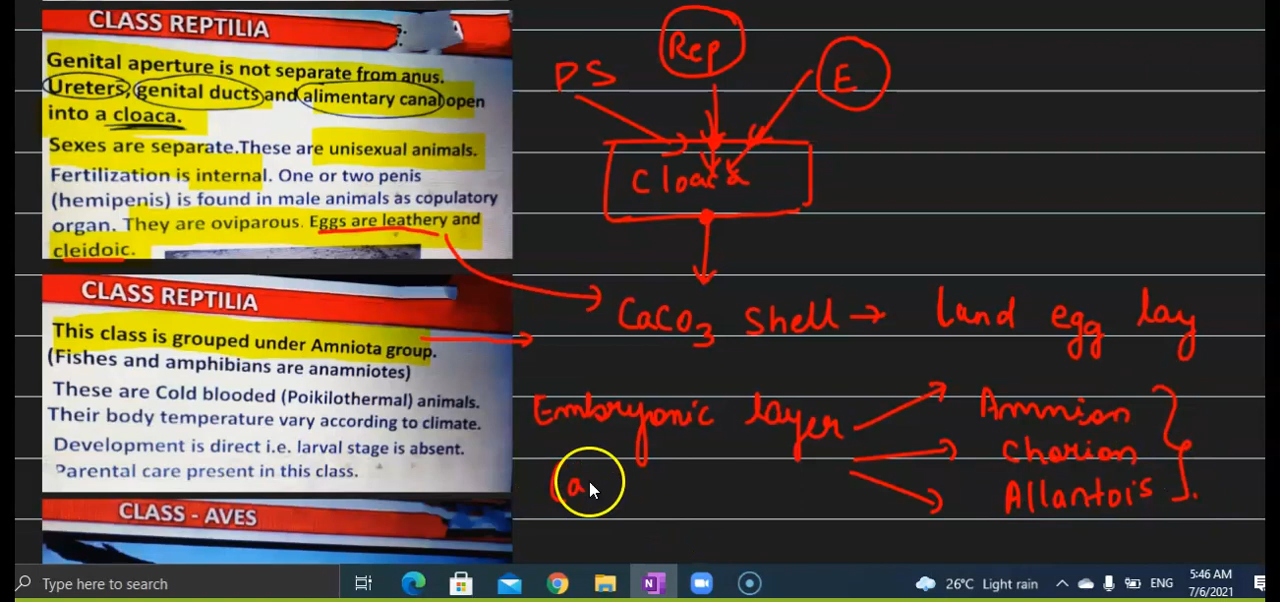 CLASS REPTILIA
Genital aperture is not separate from anus.
Ureters, genital ducts and alimentary canal open
into a cloaca.
Sexes are separate.These are unisexual animals.
Fertilization is internal. One or two penis
(hemipenis) is found in male animals as copulatory
organ. They are oviparous. Eggs are leathery and
cleidoic.
CLASS REPTILIA
This class is grouped under Amniota group.
(Fishes and amphibians are anamniotes)
These are Cold blooded (Poikilothermal) animals.
Their body temperature vary according to climate.
Development is direct i.e. larval stage is absent.
Parental care present in this class.
CLASS - AVES
Rep
PS
E
Cloaca
CaCO3 shell → land egg lay
Embryonic layer
Amnion
Chorion
Allantois
(a
Type here to search
26°C Light rain
ENG
5:46 AM
7/6/2021